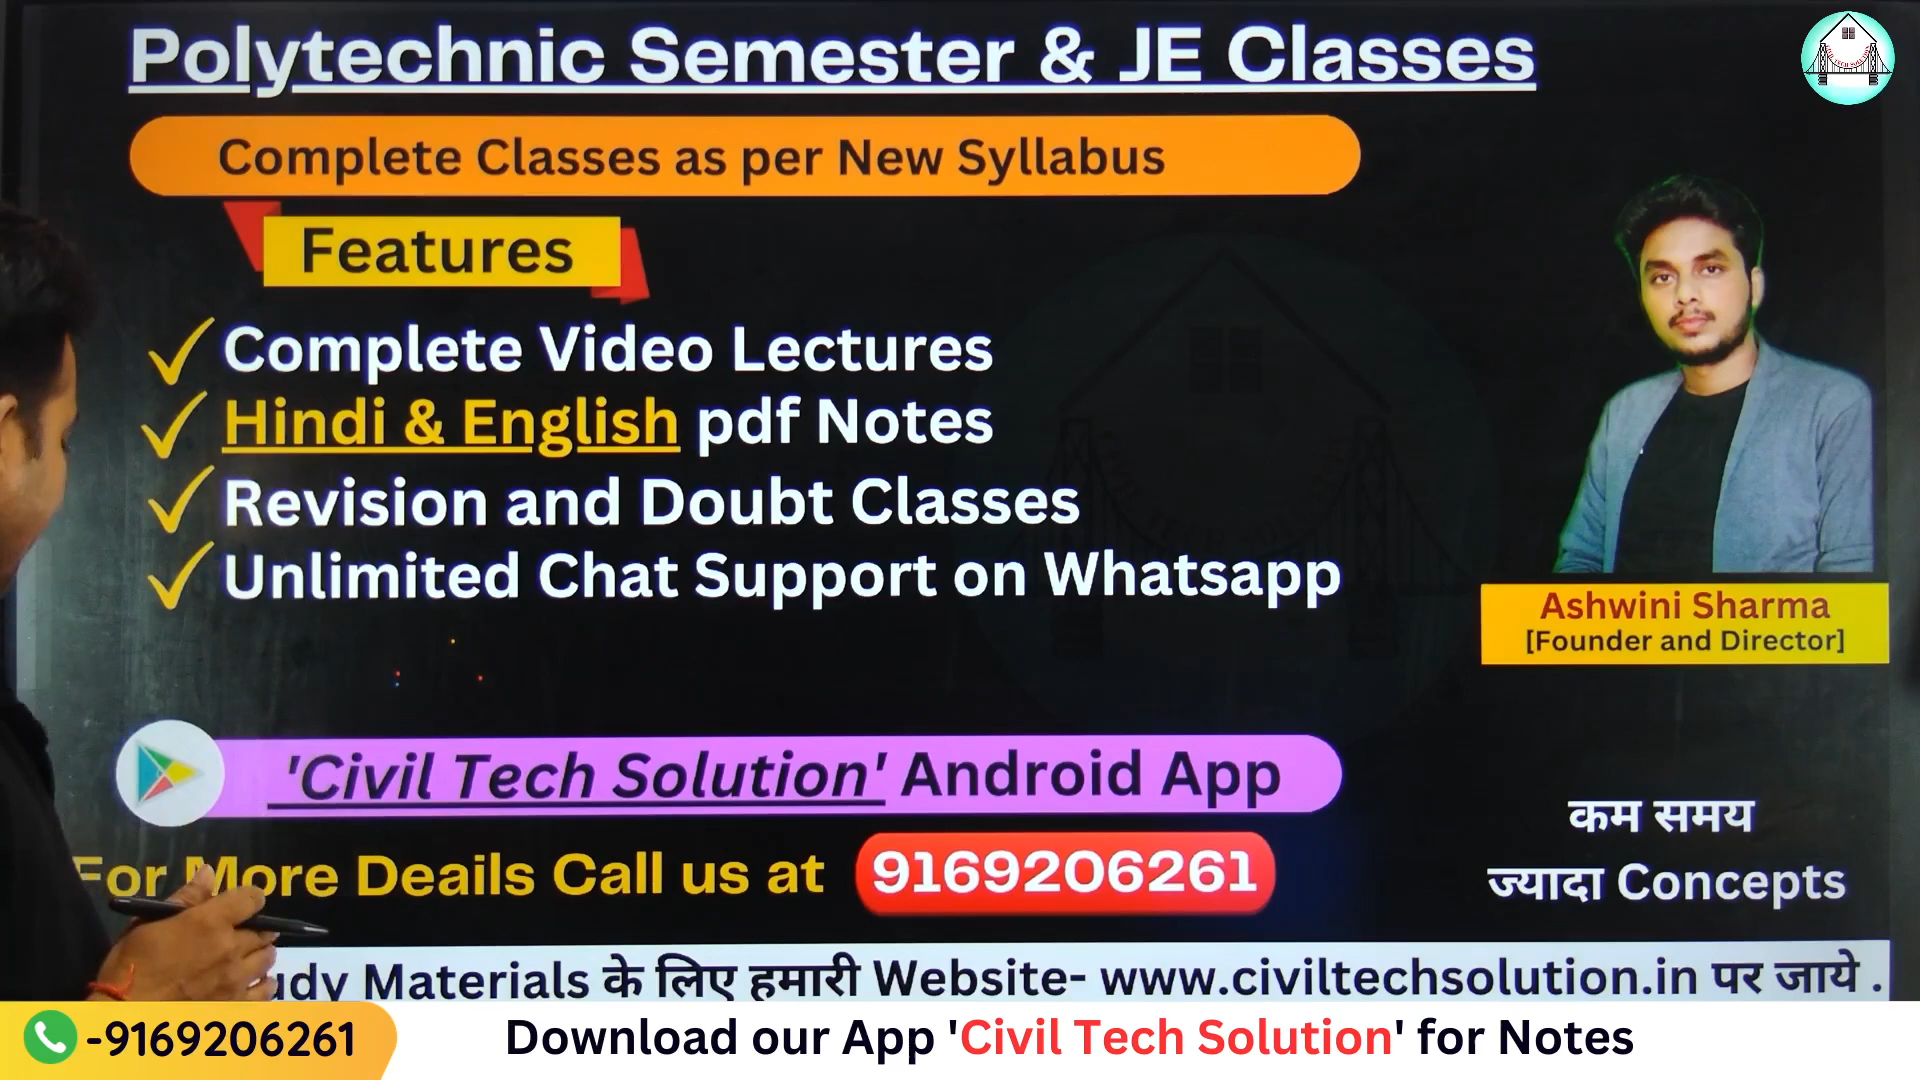 Polytechnic Semester & JE Classes
Complete Classes as per New Syllabus
Features
Complete Video Lectures
Hindi & English pdf Notes
Revision and Doubt Classes
Unlimited Chat Support on Whatsapp
Ashwini Sharma
[Founder and Director]
'Civil Tech Solution' Android App
कम समय
ज्यादा Concepts
For More Deails Call us at 9169206261
Materials के लिए हमारी Website- www.civiltechsolution.in पर जाये .
-9169206261
Download our App 'Civil Tech Solution' for Notes